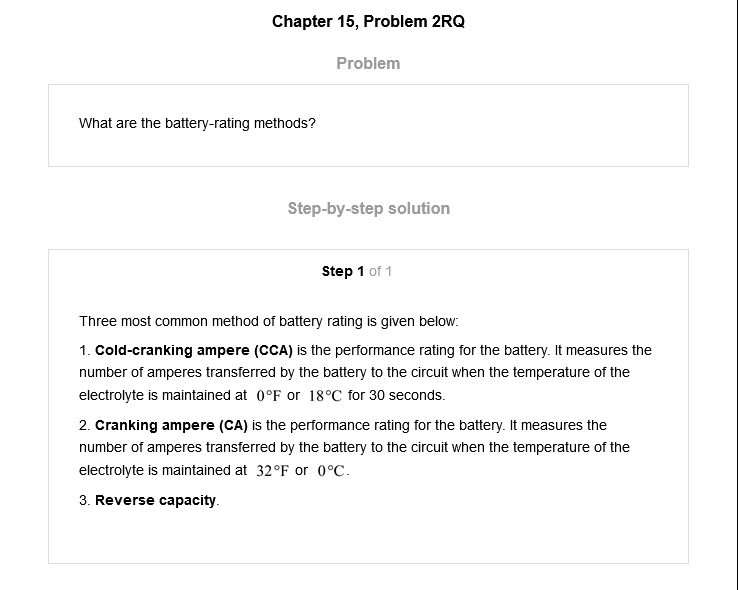 Chapter 15, Problem 2RQ
Problem
What are the battery-rating methods?
Step-by-step solution
Step 1 of 1
Three most common method of battery rating is given below:
1. Cold-cranking ampere (CCA) is the performance rating for the battery. It measures the
number of amperes transferred by the battery to the circuit when the temperature of the
electrolyte is maintained at 0°F or 18°C for 30 seconds.
2. Cranking ampere (CA) is the performance rating for the battery. It measures the
number of amperes transferred by the battery to the circuit when the temperature of the
electrolyte is maintained at 32°F or 0°C.
3. Reverse capacity.